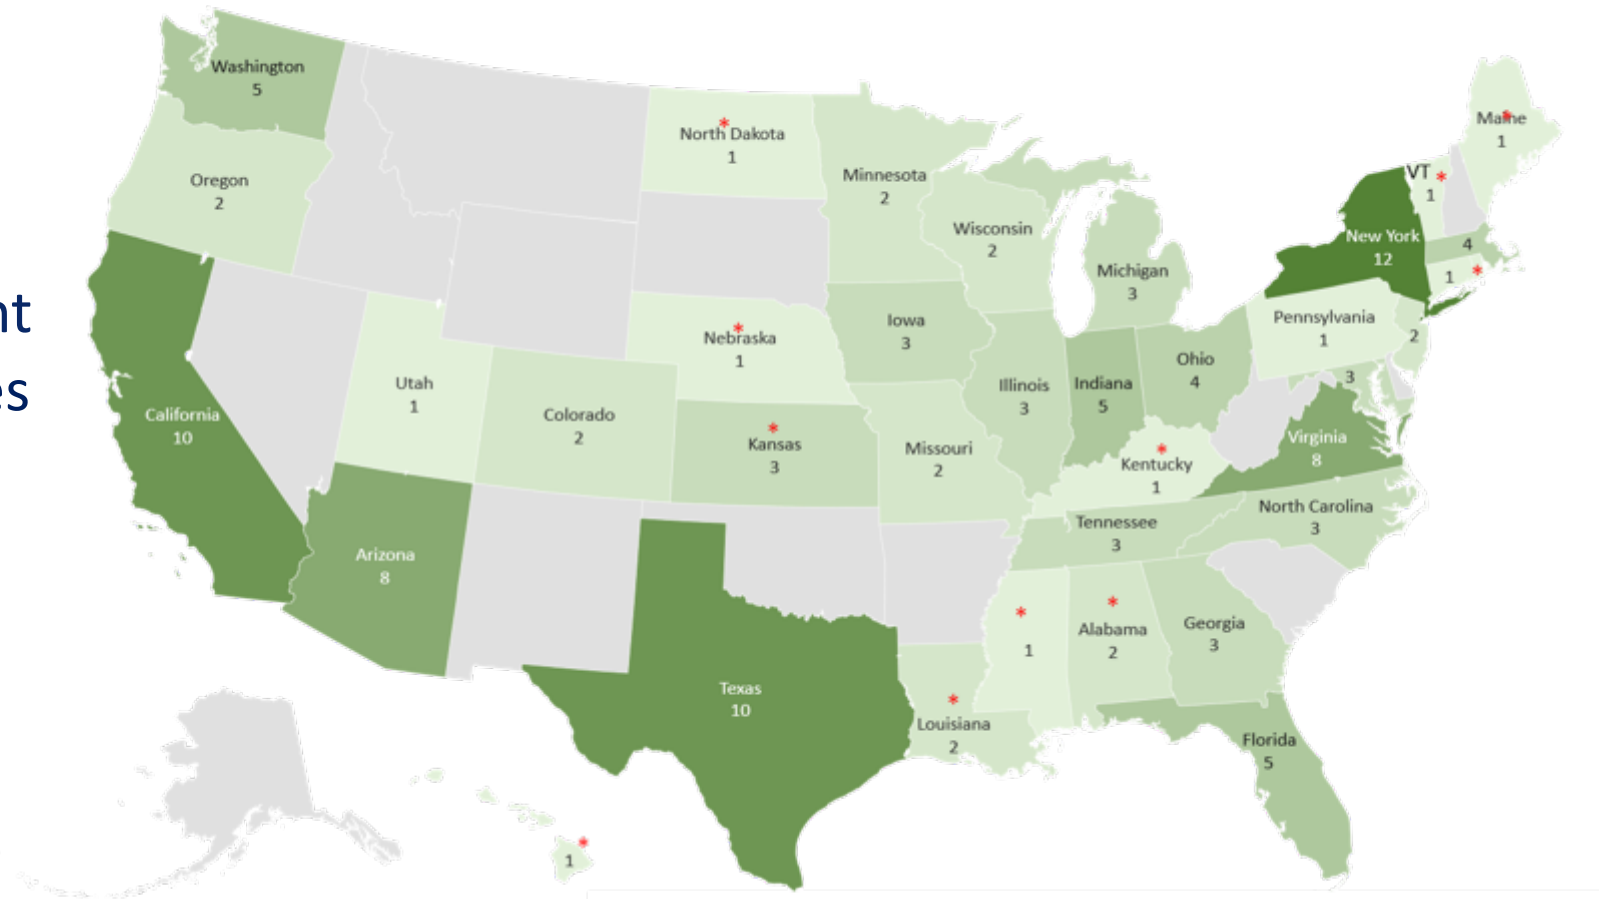 Washington
5
Oregon
2
California
10
Utah
1
Arizona
8
Colorado
2
*
North Dakota
1
*
Nebraska
1
*
Kansas
3
Texas
10
Minnesota
2
Iowa
3
Missouri
2
*
Louisiana
2
Wisconsin
2
Illinois
3
Michigan
3
Indiana
5
Ohio
4
*
Kentucky
1
Tennessee
3
*
1
*
Alabama
2
Georgia
3
Florida
5
North Carolina
3
Virginia
8
3
Pennsylvania
1
2
New York
12
VT *
1
*
Maine
1
4
1 *
*
1
nt
es